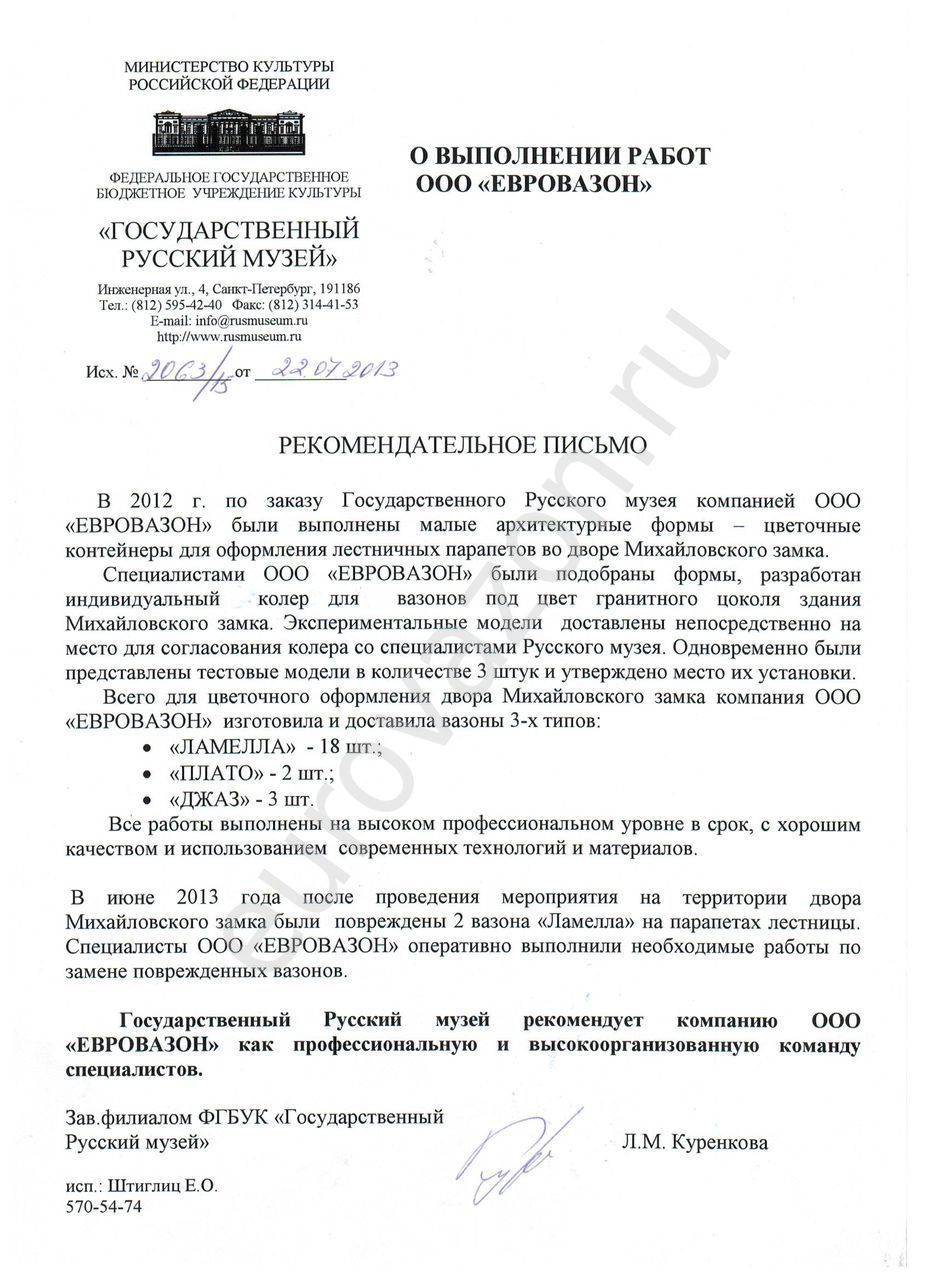 МИНИСТЕРСТВО КУЛЬТУРЫ
РОССИЙСКОЙ ФЕДЕРАЦИИ
ФЕДЕРАЛЬНОЕ ГОСУДАРСТВЕННОЕ
БЮДЖЕТНОЕ УЧРЕЖДЕНИЕ КУЛЬТУРЫ
«ГОСУДАРСТВЕННЫЙ
РУССКИЙ МУЗЕЙ»
Инженерная ул., 4, Санкт-Петербург, 191186
Тел.: (812) 595-42-40 Факс: (812) 314-41-53
E-mail: info@rusmuseum.ru
http://www.rusmuseum.ru
Исх. № 2063/15 от 22.07.2013
О ВЫПОЛНЕНИИ РАБОТ
ООО «ЕВРОВАЗОН»
РЕКОМЕНДАТЕЛЬНОЕ ПИСЬМО
В 2012 г. по заказу Государственного Русского музея компанией ООО
«ЕВРОВАЗОН» были выполнены малые архитектурные формы – цветочные
контейнеры для оформления лестничных парапетов во дворе Михайловского замка.
Специалистами ООО «ЕВРОВАЗОН» были подобраны формы, разработан
индивидуальный колер для вазонов под цвет гранитного цоколя здания
Михайловского замка. Экспериментальные модели доставлены непосредственно на
место для согласования колера со специалистами Русского музея. Одновременно были
представлены тестовые модели в количестве 3 штук и утверждено место их установки.
Всего для цветочного оформления двора Михайловского замка компания ООО
«ЕВРОВАЗОН» изготовила и доставила вазоны 3-х типов:
• «ЛАМЕЛЛА» - 18 шт.;
• «ПЛАТО» - 2 шт.;
• «ДЖАЗ» - 3 шт.
Все работы выполнены на высоком профессиональном уровне в срок, с хорошим
качеством и использованием современных технологий и материалов.
В июне 2013 года после проведения мероприятия на территории двора
Михайловского замка были повреждены 2 вазона «Ламелла» на парапетах лестницы.
Специалисты ООО «ЕВРОВАЗОН» оперативно выполнили необходимые работы по
замене поврежденных вазонов.
Государственный Русский музей рекомендует компанию ООО
«ЕВРОВАЗОН» как профессиональную и высокоорганизованную команду
специалистов.
Зав.филиалом ФГБУК «Государственный
Русский музей»
Л.М. Куренкова
исп.: Штиглиц Е.О.
570-54-74
eurovazon.ru